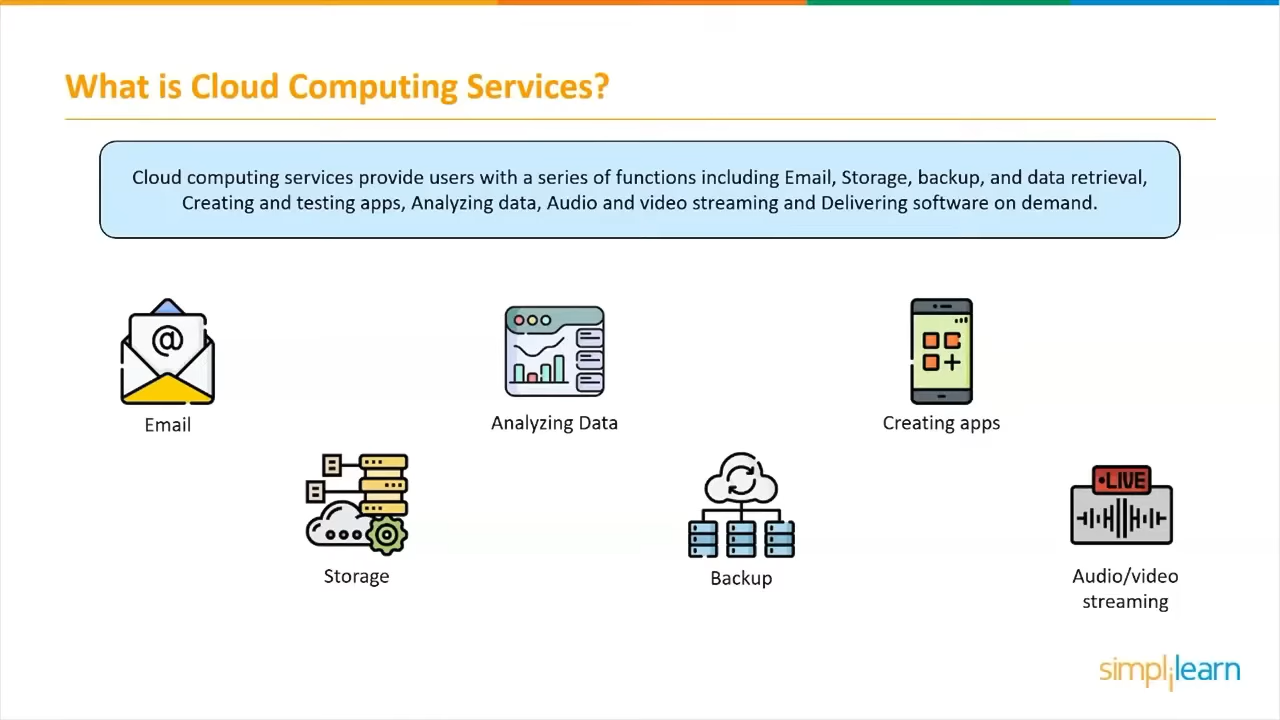 What is Cloud Computing Services?
Cloud computing services provide users with a series of functions including Email, Storage, backup, and data retrieval,
Creating and testing apps, Analyzing data, Audio and video streaming and Delivering software on demand.
@
Email
Analyzing Data
Creating apps
Storage
Backup
LIVE
Audio/video
streaming
simplilearn